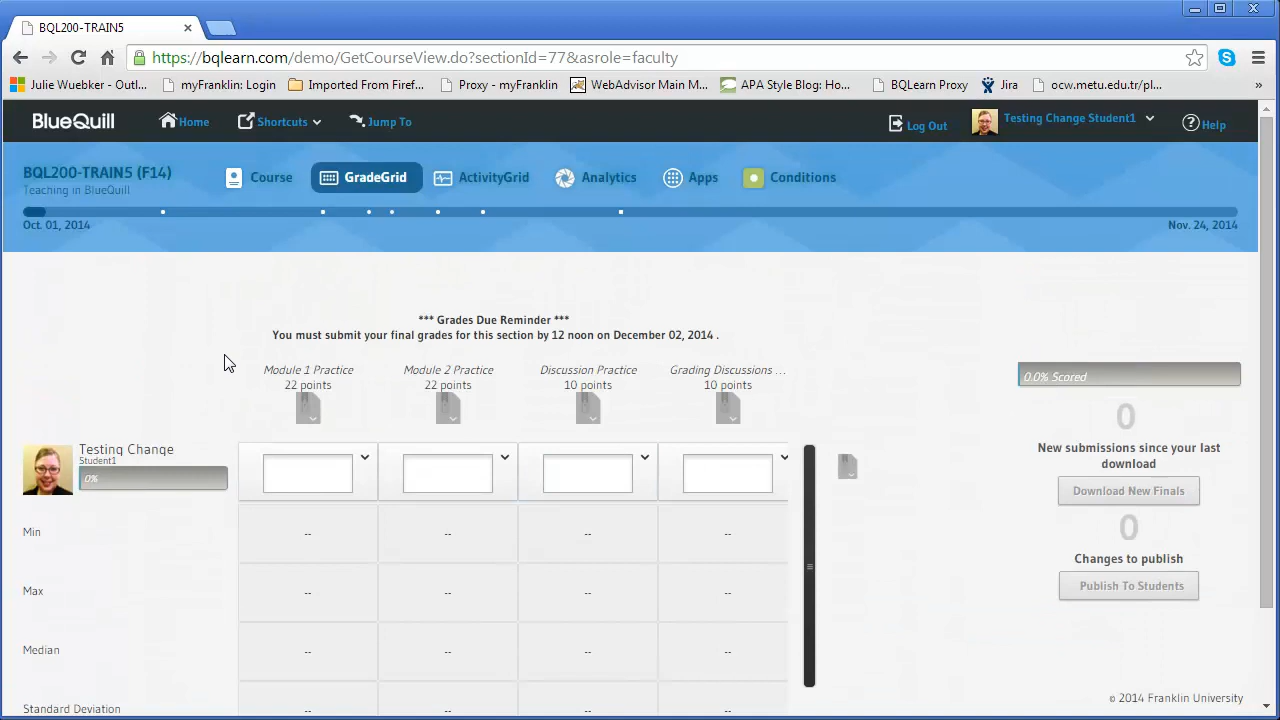 BQL200-TRAIN5
https://bqlearn.com/demo/GetCourseView.do?sectionId=77&asrole=faculty
Julie Wuebker - Outl... myFranklin: Login Imported From Firef... Proxy - myFranklin WebAdvisor Main M... APA Style Blog: Ho... BQLearn Proxy Jira ocw.metu.edu.tr/pl... »
BlueQuill Home Shortcuts Jump To Log Out Testing Change Student1 Help
BQL200-TRAIN5 (F14) Course GradeGrid ActivityGrid Analytics Apps Conditions
Teaching in BlueQuill
Oct. 01, 2014 Nov. 24, 2014
*** Grades Due Reminder ***
You must submit your final grades for this section by 12 noon on December 02, 2014 .
Module 1 Practice Module 2 Practice Discussion Practice Grading Discussions ...
22 points 22 points 10 points 10 points
0.0% Scored
0
New submissions since your last
download
Download New Finals
0
Changes to publish
Publish To Students
Testing Change
Student1
0%
Min -- -- -- --
Max -- -- -- --
Median -- -- -- --
Standard Deviation -- -- -- --
© 2014 Franklin University